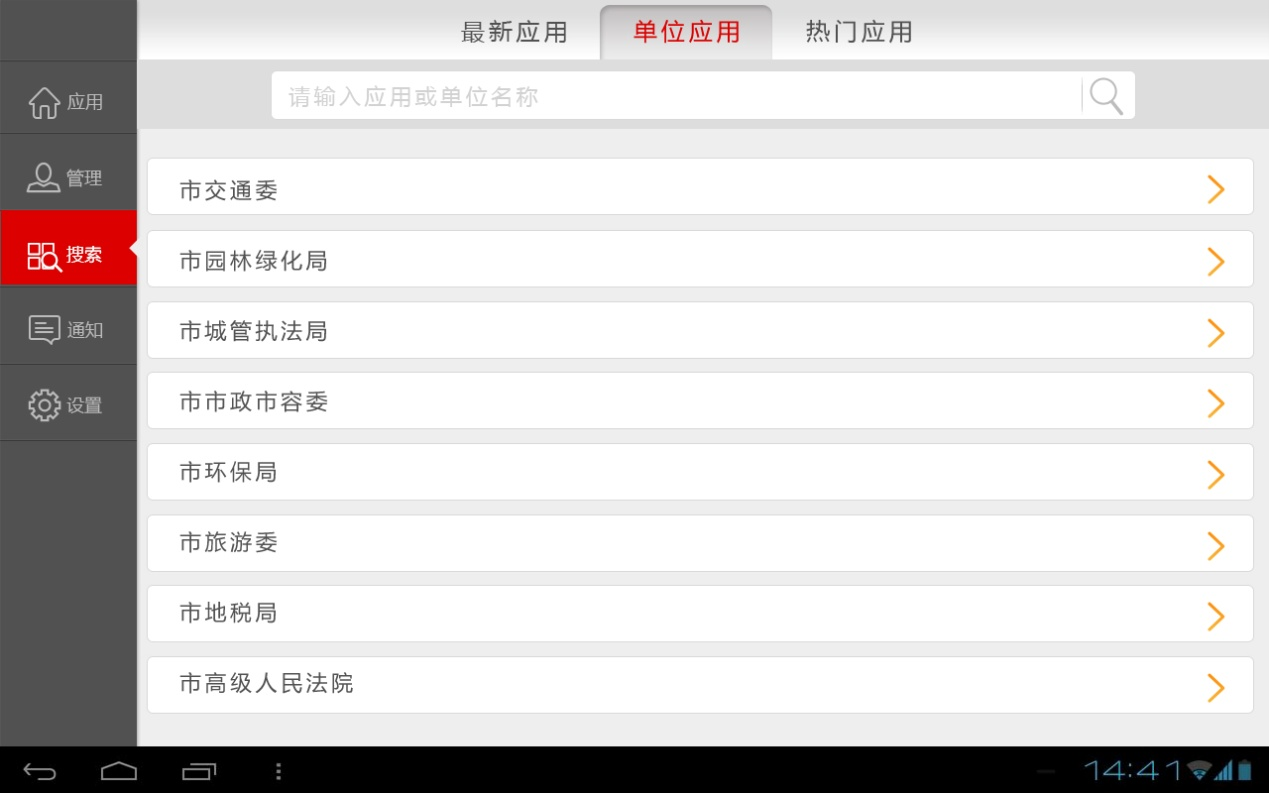 最新应用 单位应用 热门应用
请输入应用或单位名称
应用
管理
搜索
通知
设置
市交通委
市园林绿化局
市城管执法局
市市政市容委
市环保局
市旅游委
市地税局
市高级人民法院
14:41